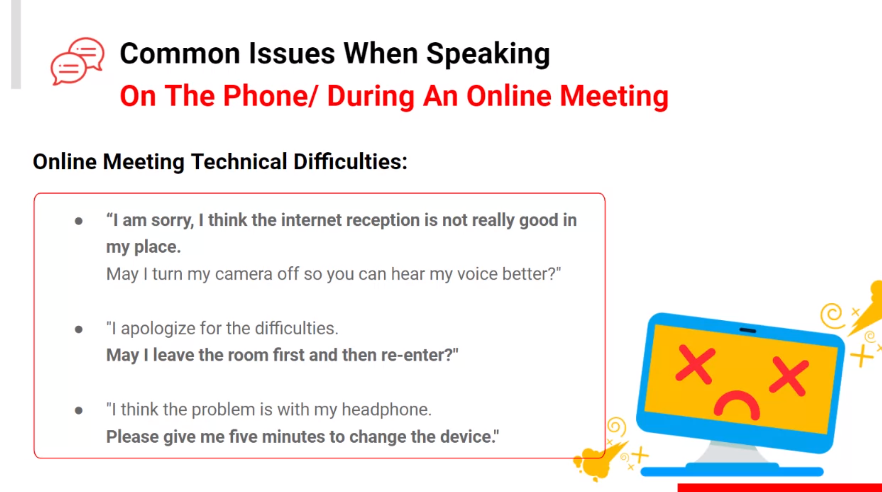 Common Issues When Speaking
On The Phone/ During An Online Meeting
Online Meeting Technical Difficulties:
● “I am sorry, I think the internet reception is not really good in
my place.
May I turn my camera off so you can hear my voice better?"
● "I apologize for the difficulties.
May I leave the room first and then re-enter?"
● "I think the problem is with my headphone.
Please give me five minutes to change the device."